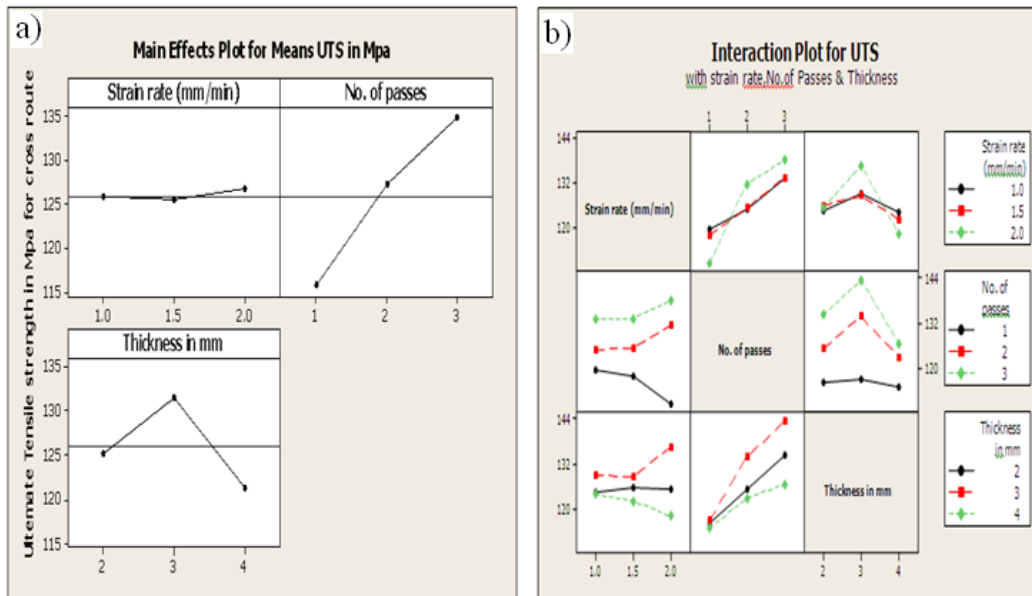 a)
Main Effects Plot for Means UTS in Mpa
Ultemate Tensile strength in Mpa for cross route
Strain rate (mm/min)
No. of passes
135
130
125
120
115
1.0
1.5
2.0
1
2
3
Thickness in mm
135
130
125
120
115
2
3
4
b)
Interaction Plot for UTS
with strain rate,No.of Passes & Thickness
1
2
3
144
132
120
Strain rate (mm/min)
Strain rate
(mm/min)
1.0
1.5
2.0
No. of passes
144
132
120
No. of
passes
1
2
3
144
132
120
Thickness in mm
Thickness
in mm
2
3
4
1.0
1.5
2.0
1
2
3
2
3
4